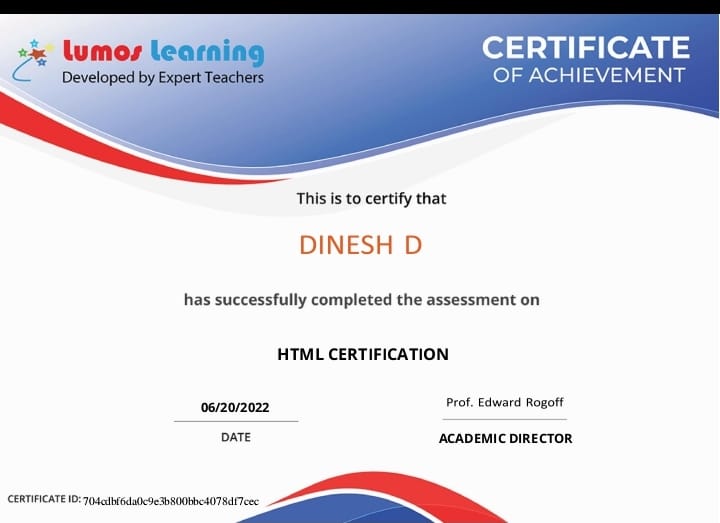 Lumos Learning
Developed by Expert Teachers
CERTIFICATE
OF ACHIEVEMENT
This is to certify that
DINESH D
has successfully completed the assessment on
HTML CERTIFICATION
06/20/2022
DATE
Prof. Edward Rogoff
ACADEMIC DIRECTOR
CERTIFICATE ID: 704cdbf6da0c9e3b800bbc4078df7cec